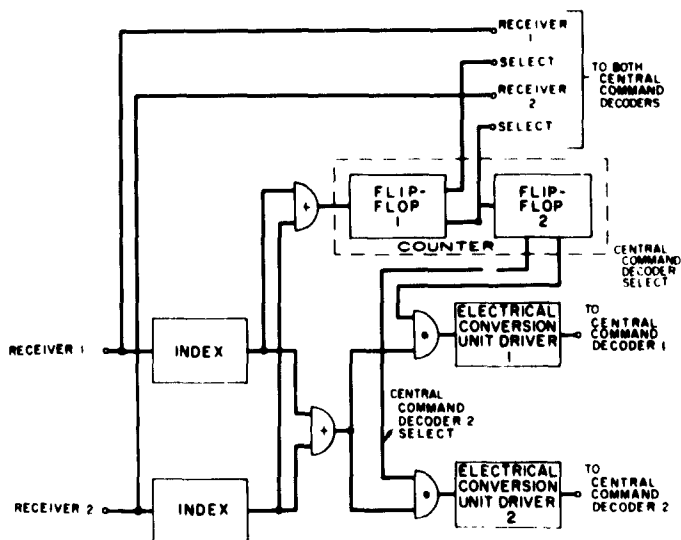 RECEIVER
1
SELECT
RECEIVER
2
SELECT
TO BOTH
CENTRAL
COMMAND
DECODERS
FLIP-
FLOP
1
FLIP-
FLOP
2
COUNTER
CENTRAL
COMMAND
DECODER
SELECT
+
RECEIVER 1
INDEX
ELECTRICAL
CONVERSION
UNIT DRIVER
1
TO
CENTRAL
COMMAND
DECODER 1
+
CENTRAL
COMMAND
DECODER 2
SELECT
RECEIVER 2
INDEX
ELECTRICAL
CONVERSION
UNIT DRIVER
2
TO
CENTRAL
COMMAND
DECODER 2